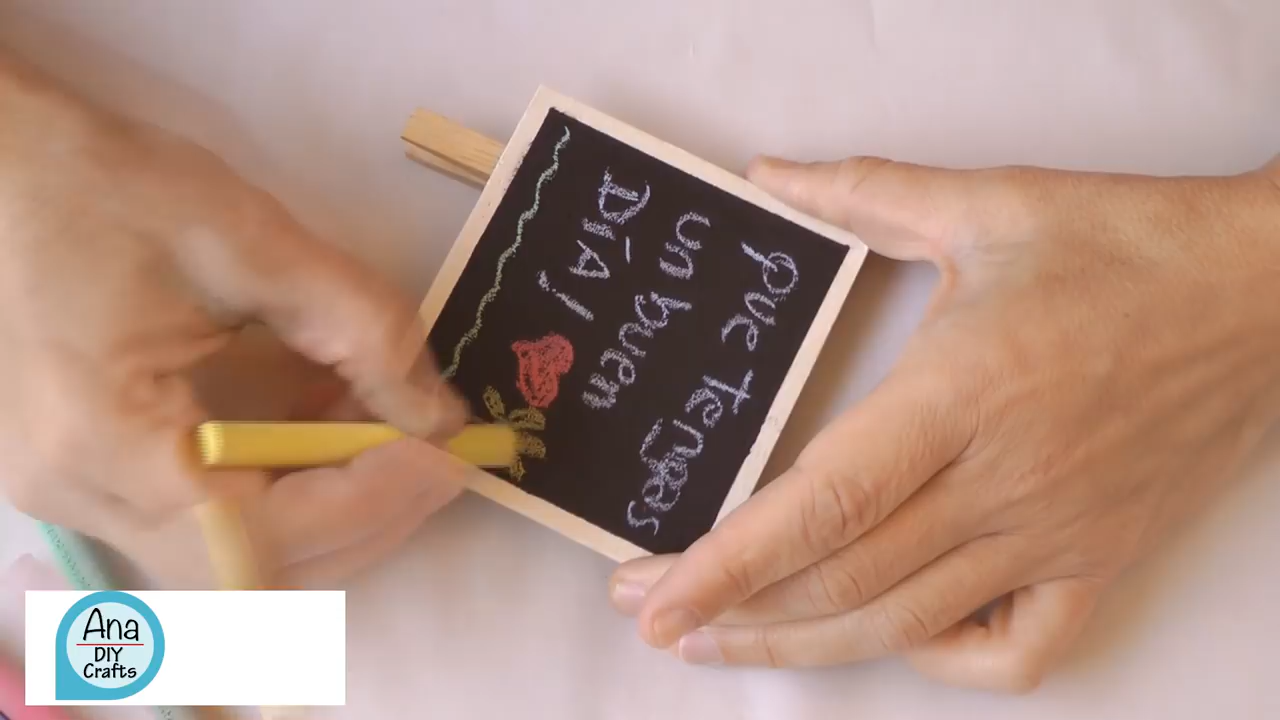 Que tengas
un buen
Día!
Ana
DIY
Crafts